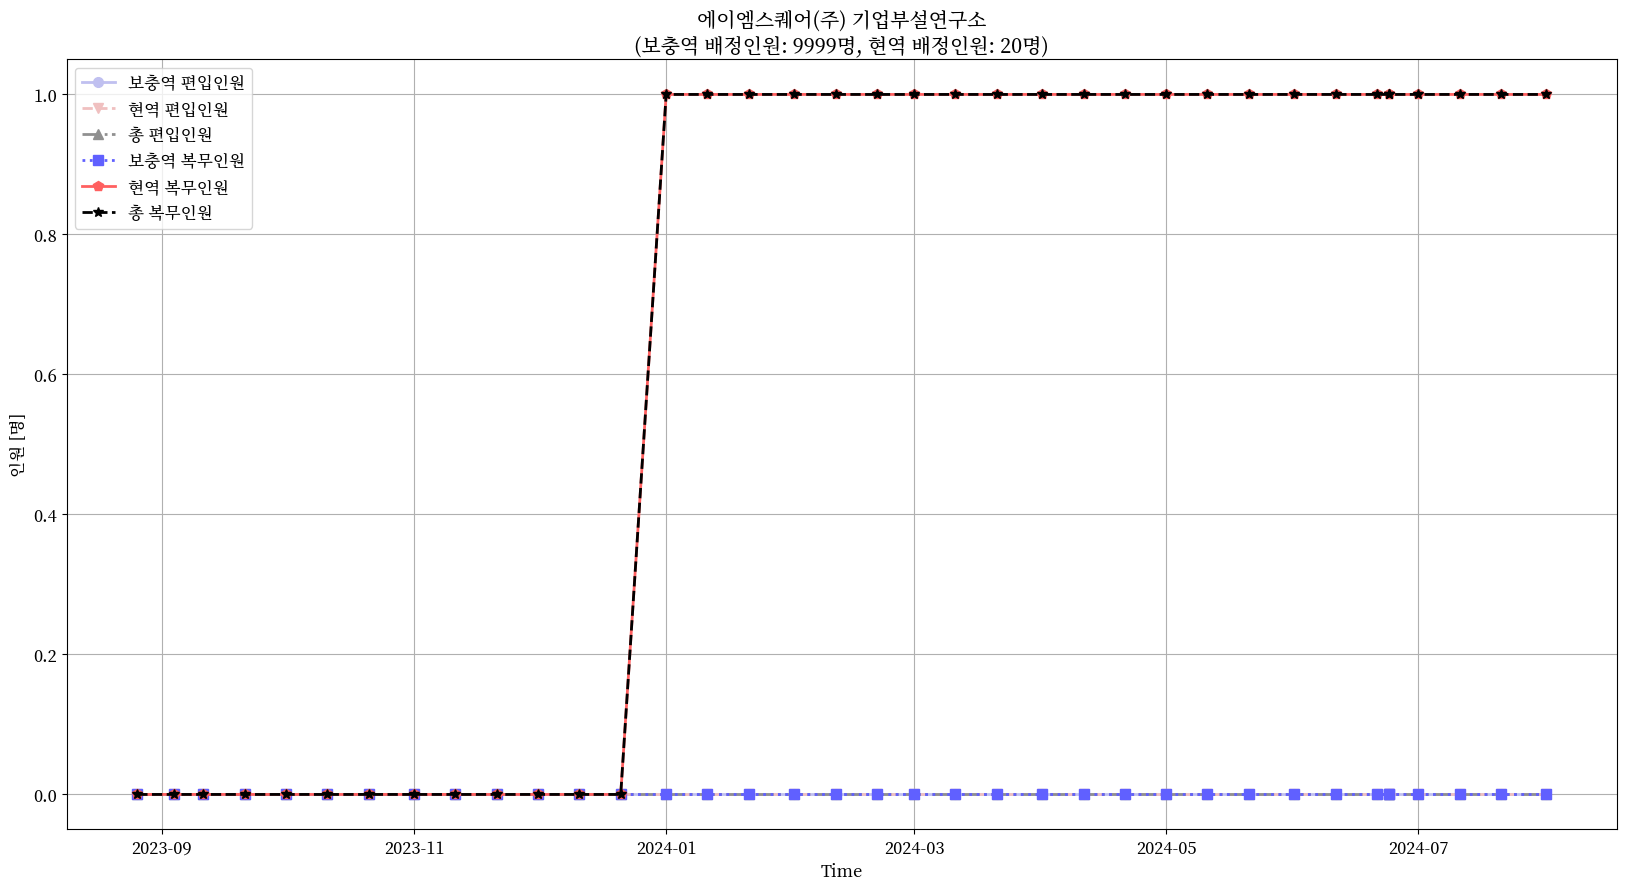 에이엠스퀘어(주) 기업부설연구소
(보충역 배정인원: 9999명, 현역 배정인원: 20명)
보충역 편입인원
현역 편입인원
총 편입인원
보충역 복무인원
현역 복무인원
총 복무인원
1.0
0.8
0.6
0.4
0.2
0.0
인원 [명]
2023-09
2023-11
2024-01
2024-03
2024-05
2024-07
Time